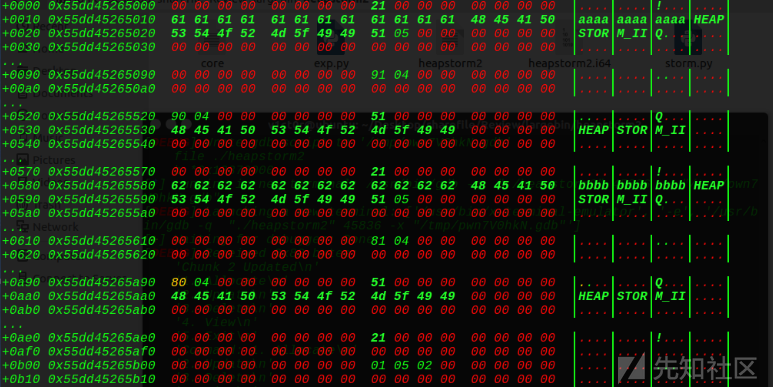 +0000 0x55dd45265000 00 00 00 00 00 00 00 00 21 00 00 00 00 00 00 00 |....|....|!...|....|
+0010 0x55dd45265010 61 61 61 61 61 61 61 61 61 61 61 61 48 45 41 50 |aaaa|aaaa|aaaa|HEAP|
+0020 0x55dd45265020 53 54 4f 52 4d 5f 49 49 51 05 00 00 00 00 00 00 |STOR|M_II|Q...|....|
+0030 0x55dd45265030 00 00 00 00 00 00 00 00 00 00 00 00 00 00 00 00 |....|....|....|....|
...
core exp.py heapstorm2 heapstorm2.i64 storm.py
+0090 0x55dd45265090 00 00 00 00 00 00 00 00 91 04 00 00 00 00 00 00 |....|....|....|....|
+00a0 0x55dd452650a0 00 00 00 00 00 00 00 00 00 00 00 00 00 00 00 00 |....|....|....|....|
...
+0520 0x55dd45265520 90 04 00 00 00 00 00 00 51 00 00 00 00 00 00 00 |....|....|Q...|....|
+0530 0x55dd45265530 48 45 41 50 53 54 4f 52 4d 5f 49 49 00 00 00 00 |HEAP|STOR|M_II|....|
+0540 0x55dd45265540 00 00 00 00 00 00 00 00 00 00 00 00 00 00 00 00 |....|....|....|....|
...
Pictures
file ./heapstorm2
+0570 0x55dd45265570 00 00 00 00 00 00 00 00 21 00 00 00 00 00 00 00 |....|....|!...|....|
+0580 0x55dd45265580 62 62 62 62 62 62 62 62 62 62 62 62 48 45 41 50 |bbbb|bbbb|bbbb|HEAP|
+0590 0x55dd45265590 53 54 4f 52 4d 5f 49 49 51 05 00 00 00 00 00 00 |STOR|M_II|Q...|....|
+05a0 0x55dd452655a0 00 00 00 00 00 00 00 00 00 00 00 00 00 00 00 00 |....|....|....|....|
...
Network
+0610 0x55dd45265610 00 00 00 00 00 00 00 00 81 04 00 00 00 00 00 00 |....|....|....|....|
+0620 0x55dd45265620 00 00 00 00 00 00 00 00 00 00 00 00 00 00 00 00 |....|....|....|....|
...
Chunk 2 Updated\n"
+0a90 0x55dd45265a90 80 04 00 00 00 00 00 00 51 00 00 00 00 00 00 00 |....|....|Q...|....|
+0aa0 0x55dd45265aa0 48 45 41 50 53 54 4f 52 4d 5f 49 49 00 00 00 00 |HEAP|STOR|M_II|....|
+0ab0 0x55dd45265ab0 00 00 00 00 00 00 00 00 00 00 00 00 00 00 00 00 |....|....|....|....|
...
'4. View\n'
+0ae0 0x55dd45265ae0 00 00 00 00 00 00 00 00 21 00 00 00 00 00 00 00 |....|....|!...|....|
+0af0 0x55dd45265af0 00 00 00 00 00 00 00 00 00 00 00 00 00 00 00 00 |....|....|....|....|
+0b00 0x55dd45265b00 00 00 00 00 00 00 00 00 01 05 02 00 00 00 00 00 |....|....|....|....|
+0b10 0x55dd45265b10 00 00 00 00 00 00 00 00 00 00 00 00 00 00 00 00 |....|....|....|....|
先知社区